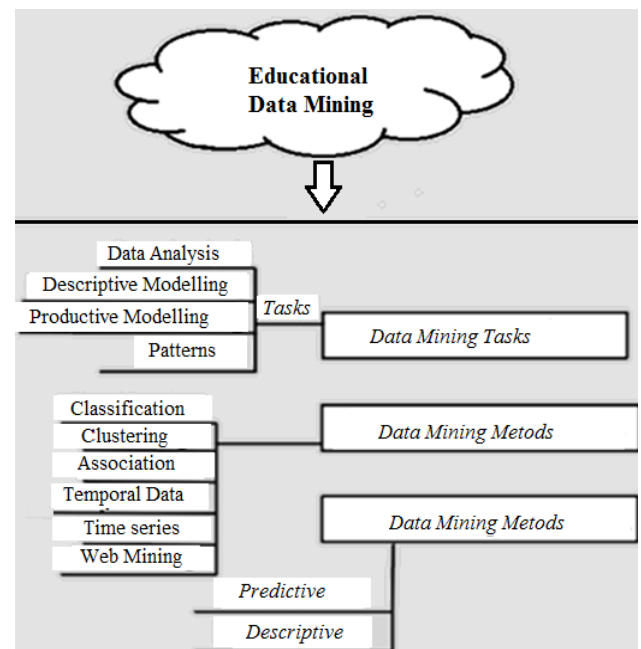 Educational
Data Mining
Data Analysis
Descriptive Modelling
Productive Modelling
Patterns
Tasks
Data Mining Tasks
Classification
Clustering
Association
Temporal Data
Time series
Web Mining
Data Mining Metods
Data Mining Metods
Predictive
Descriptive